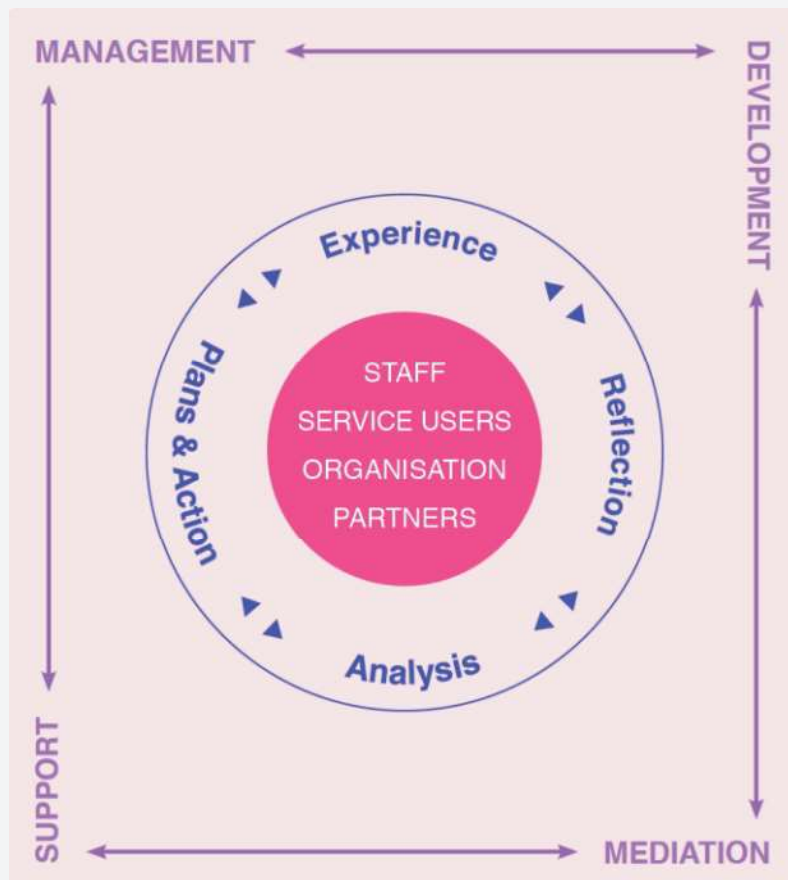 MANAGEMENT
DEVELOPMENT
Experience
Plans & Action
Reflection
STAFF
SERVICE USERS
ORGANISATION
PARTNERS
Analysis
SUPPORT
MEDIATION